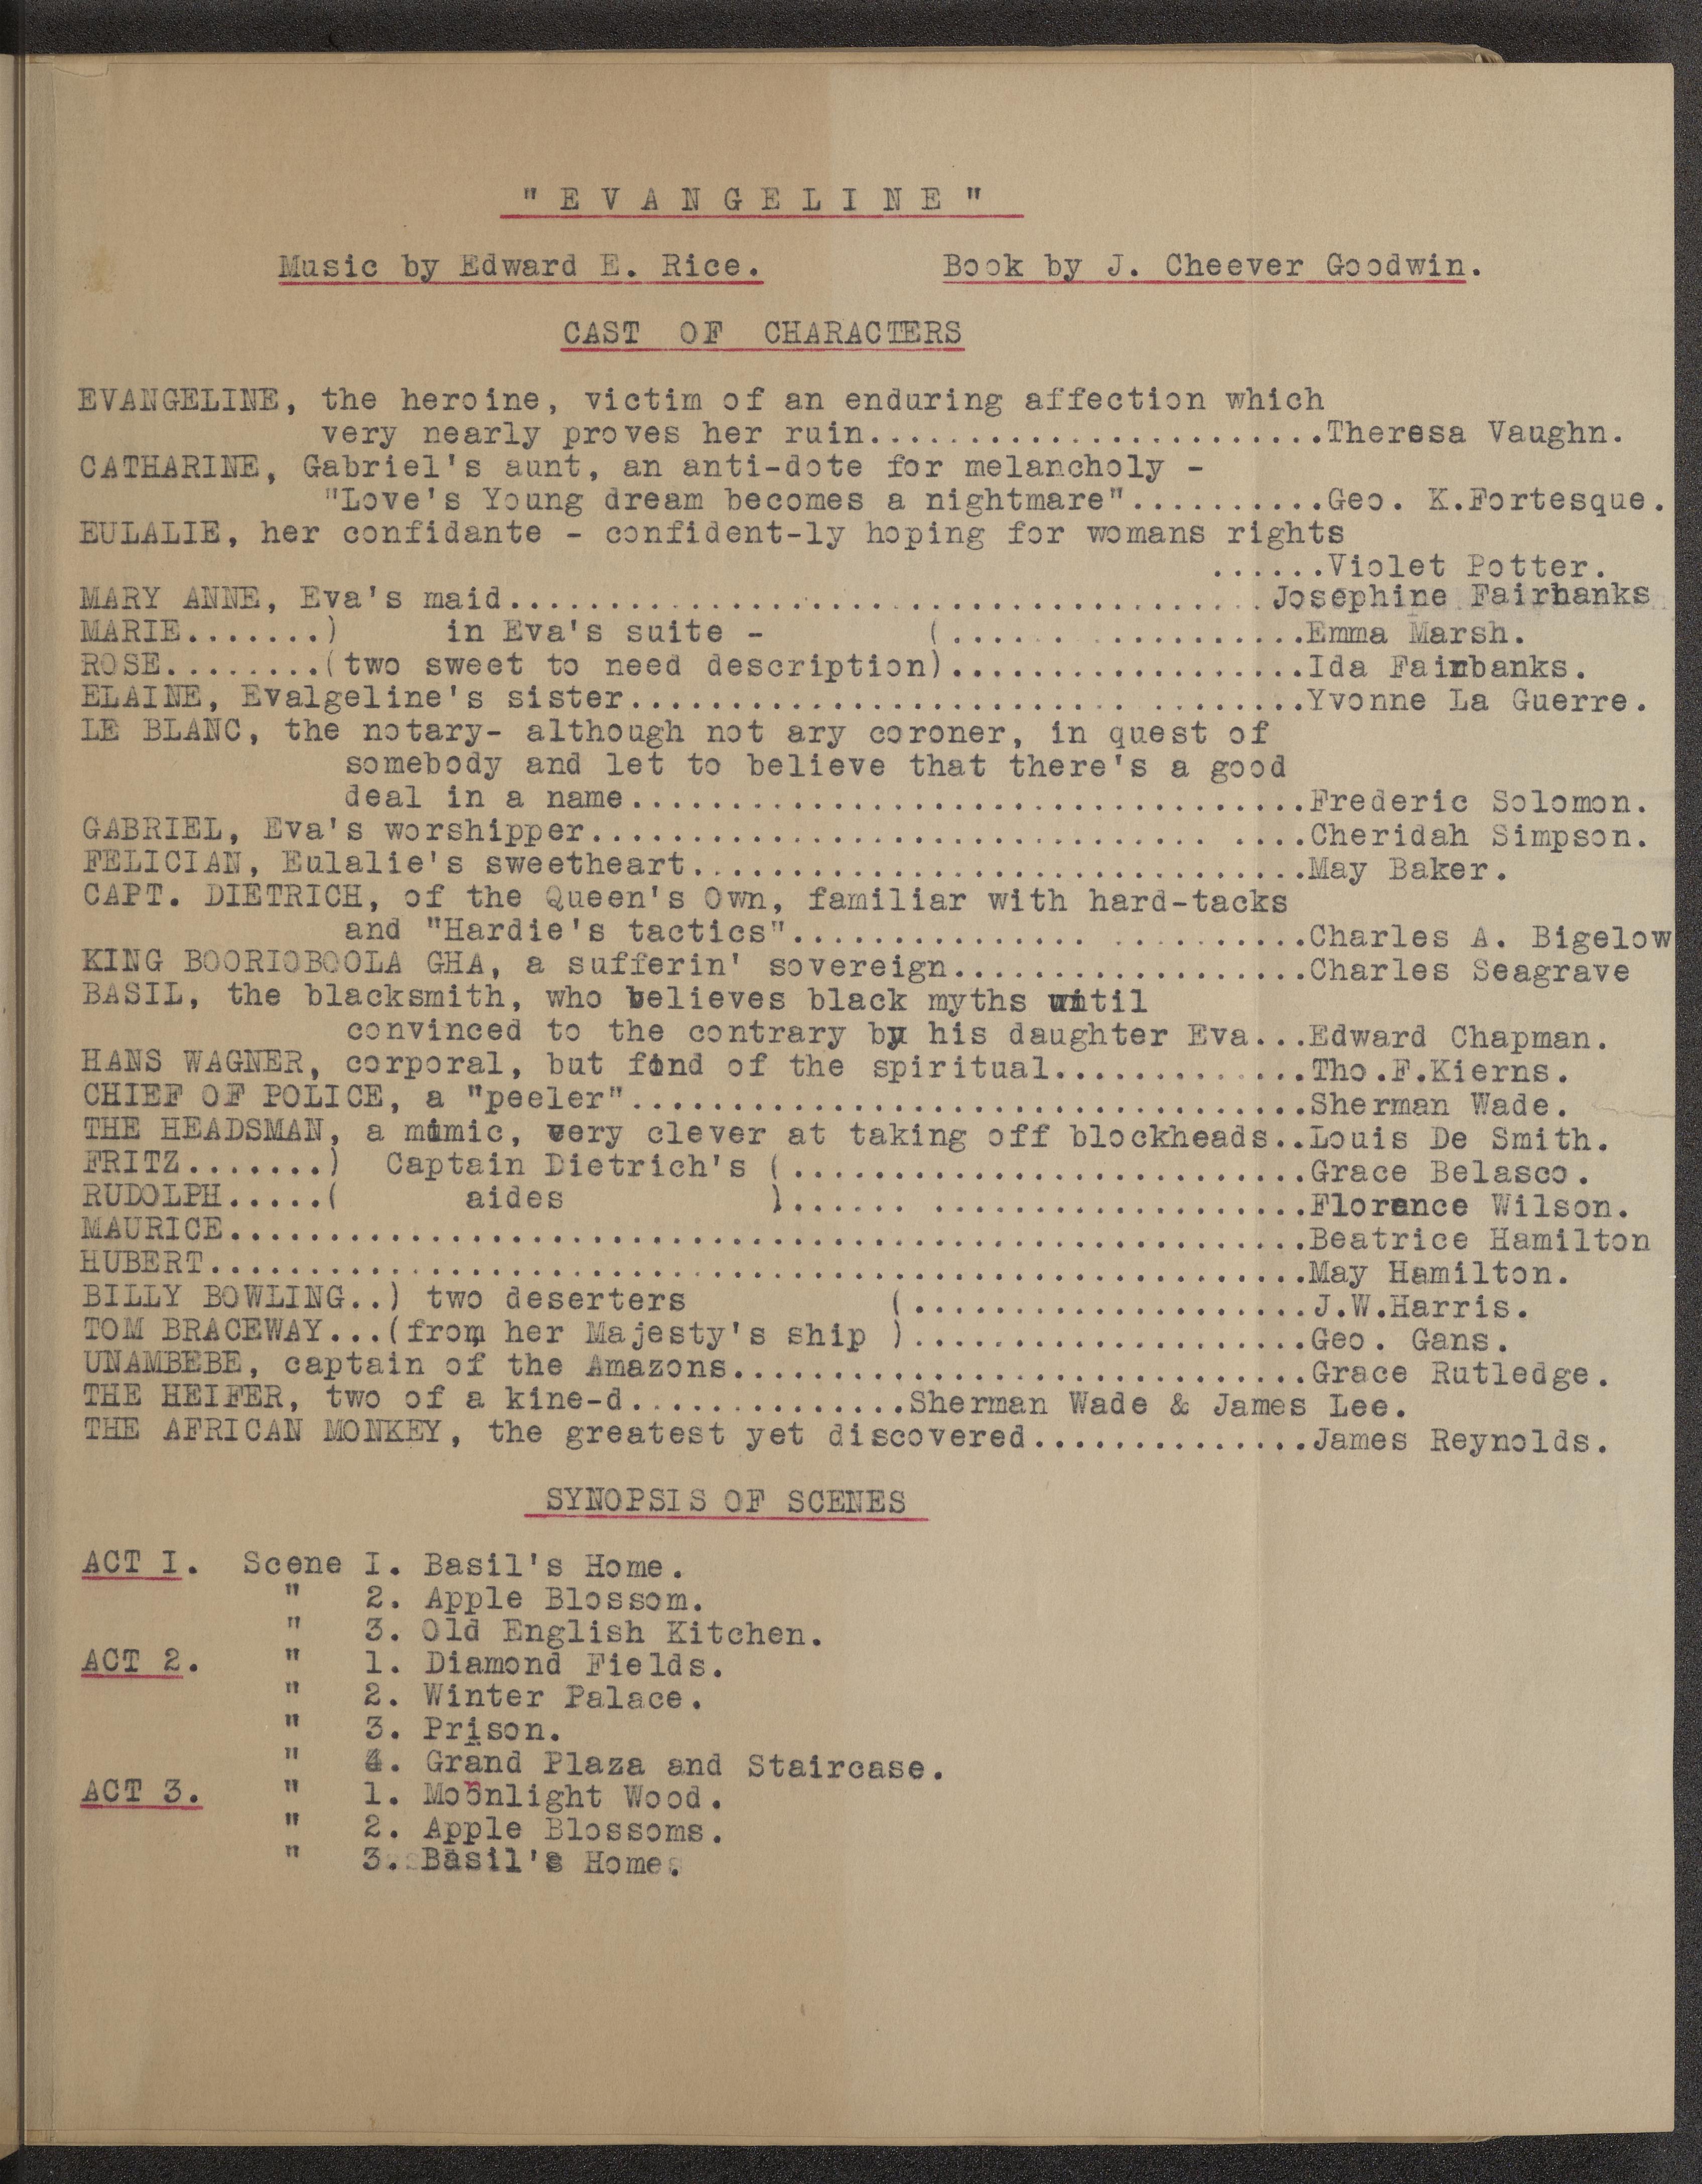 " E V A N G E L I N E "
Music by Edward E. Rice. Book by J. Cheever Goodwin.
CAST OF CHARACTERS
EVANGELINE, the heroine, victim of an enduring affection which
very nearly proves her ruin.......................Theresa Vaughn.
CATHARINE, Gabriel's aunt, an anti-dote for melancholy -
"Love's Young dream becomes a nightmare"..........Geo. K.Fortesque.
EULALIE, her confidante - confident-ly hoping for womans rights
......Violet Potter.
MARY ANNE, Eva's maid......................................Josephine Fairbanks
MARIE.......) in Eva's suite - (..................Emma Marsh.
ROSE........(two sweet to need description)..................Ida Fairbanks.
ELAINE, Evalgeline's sister..................................Yvonne La Guerre.
LE BLANC, the notary- although not ary coroner, in quest of
somebody and let to believe that there's a good
deal in a name..................................Frederic Solomon.
GABRIEL, Eva's worshipper...................................Cheridah Simpson.
FELICIAN, Eulalie's sweetheart...............................May Baker.
CAPT. DIETRICH, of the Queen's Own, familiar with hard-tacks
and "Hardie's tactics".........................Charles A. Bigelow
KING BOORIOBOOLA GHA, a sufferin' sovereign..................Charles Seagrave
BASIL, the blacksmith, who believes black myths until
convinced to the contrary by his daughter Eva...Edward Chapman.
HANS WAGNER, corporal, but fond of the spiritual.............Tho.F.Kierns.
CHIEF OF POLICE, a "peeler"..................................Sherman Wade.
THE HEADSMAN, a mimic, very clever at taking off blockheads..Louis De Smith.
FRITZ.......) Captain Dietrich's (..........................Grace Belasco.
RUDOLPH.....( aides )..........................Florence Wilson.
MAURICE......................................................Beatrice Hamilton
HUBERT.......................................................May Hamilton.
BILLY BOWLING..) two deserters (....................J.W.Harris.
TOM BRACEWAY...(from her Majesty's ship )....................Geo. Gans.
UNAMBEBE, captain of the Amazons.............................Grace Rutledge.
THE HEIFER, two of a kine-d..............Sherman Wade & James Lee.
THE AFRICAN MONKEY, the greatest yet discovered..............James Reynolds.
SYNOPSIS OF SCENES
ACT I. Scene I. Basil's Home.
" 2. Apple Blossom.
" 3. Old English Kitchen.
ACT 2. " 1. Diamond Fields.
" 2. Winter Palace.
" 3. Prison.
" 4. Grand Plaza and Staircase.
ACT 3. " 1. Moonlight Wood.
" 2. Apple Blossoms.
" 3. Basil's Home.